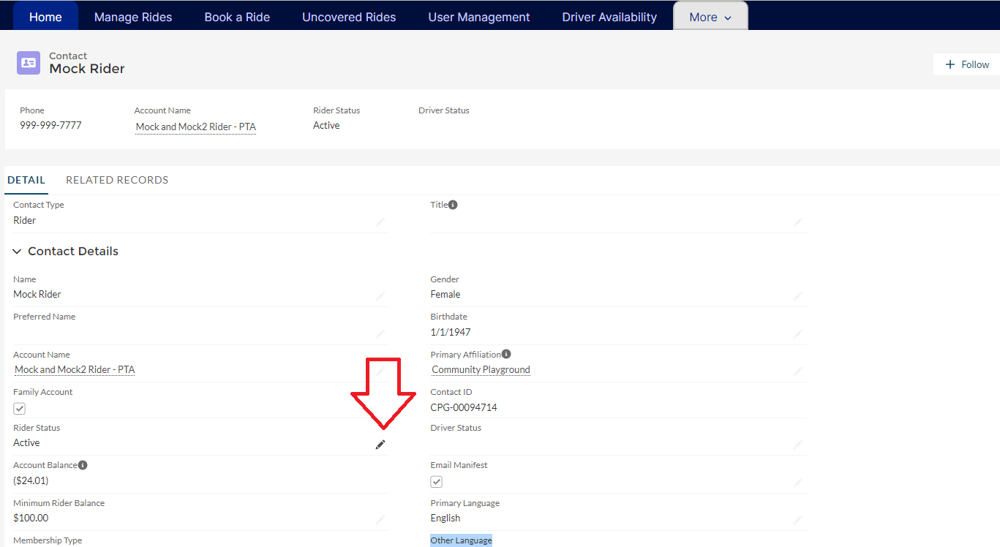 Home Manage Rides Book a Ride Uncovered Rides User Management Driver Availability More
Contact
Mock Rider
Follow
Phone Account Name Rider Status Driver Status
999-999-7777 Mock and Mock2 Rider - PTA Active
DETAIL RELATED RECORDS
Contact Type Title
Rider
Contact Details
Name Gender
Mock Rider Female
Preferred Name Birthdate
1/1/1947
Account Name Primary Affiliation
Mock and Mock2 Rider - PTA Community Playground
Family Account Contact ID
CPG-00094714
Rider Status Driver Status
Active
Account Balance Email Manifest
($24.01)
Minimum Rider Balance Primary Language
$100.00 English
Membership Type Other Language